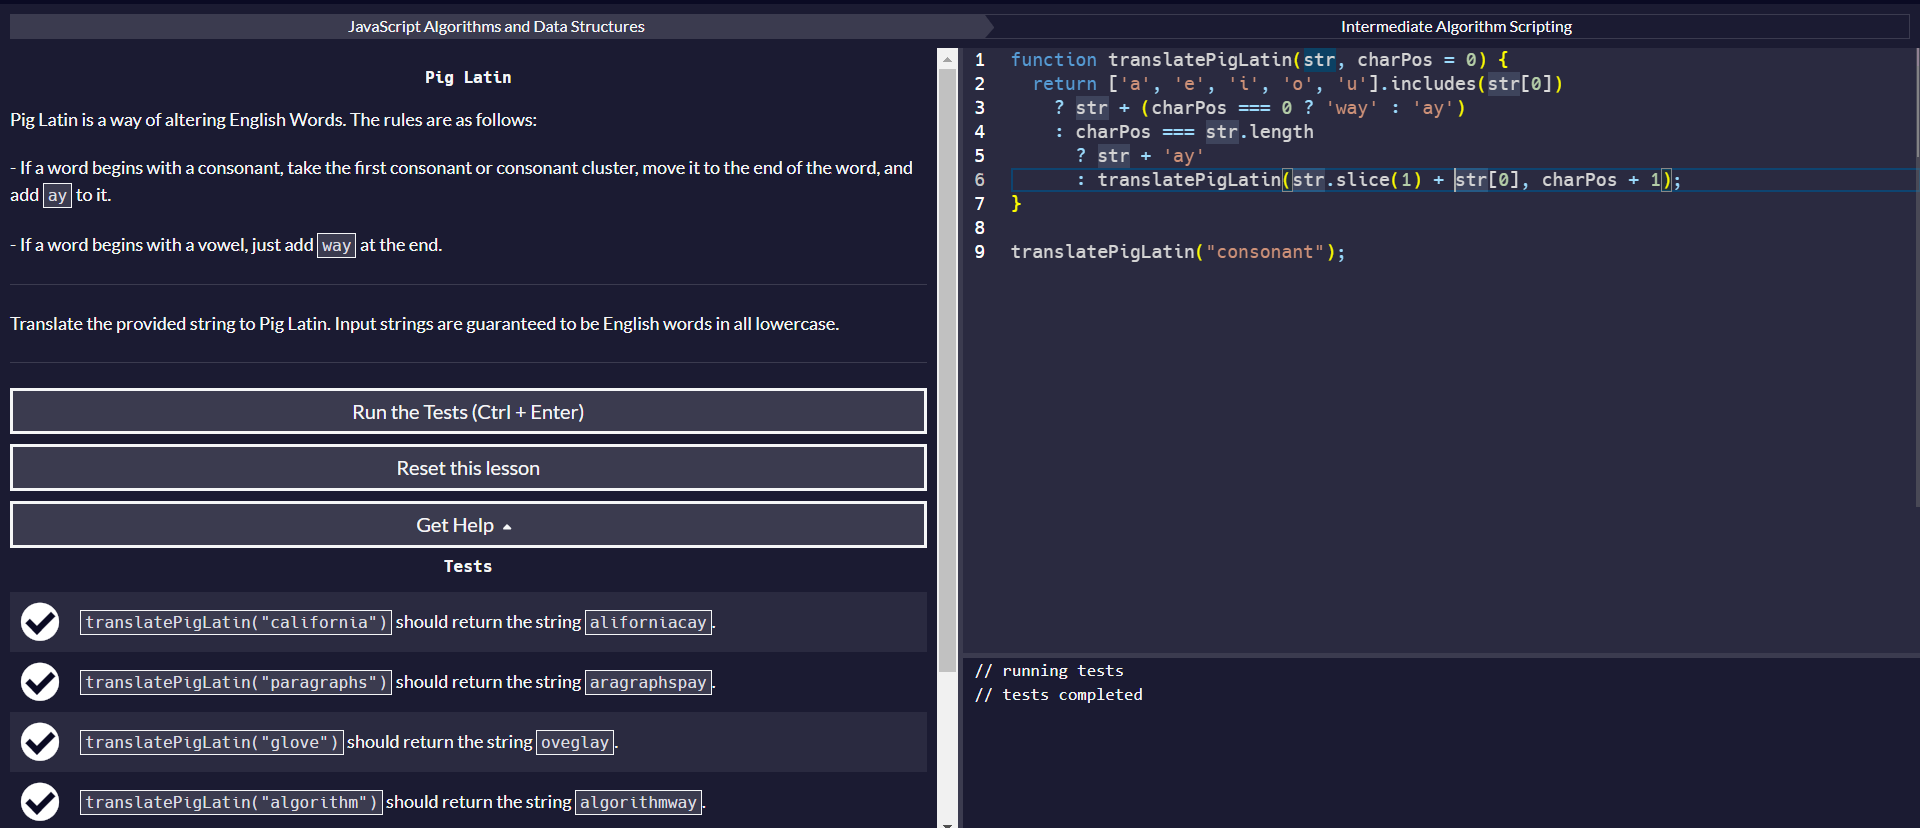 JavaScript Algorithms and Data Structures
Intermediate Algorithm Scripting
Pig Latin
Pig Latin is a way of altering English Words. The rules are as follows:
- If a word begins with a consonant, take the first consonant or consonant cluster, move it to the end of the word, and
add ay to it.
- If a word begins with a vowel, just add way at the end.
Translate the provided string to Pig Latin. Input strings are guaranteed to be English words in all lowercase.
Run the Tests (Ctrl + Enter)
Reset this lesson
Get Help
Tests
translatePigLatin("california") should return the string aliforniacay.
translatePigLatin("paragraphs") should return the string aragraphspay.
translatePigLatin("glove") should return the string oveglay.
translatePigLatin("algorithm") should return the string algorithmway.
1 function translatePigLatin(str, charPos = 0) {
2 return ['a', 'e', 'i', 'o', 'u'].includes(str[0])
3 ? str + (charPos === 0 ? 'way' : 'ay')
4 : charPos === str.length
5 ? str + 'ay'
6 : translatePigLatin(str.slice(1) + str[0], charPos + 1);
7 }
8
9 translatePigLatin("consonant");
// running tests
// tests completed